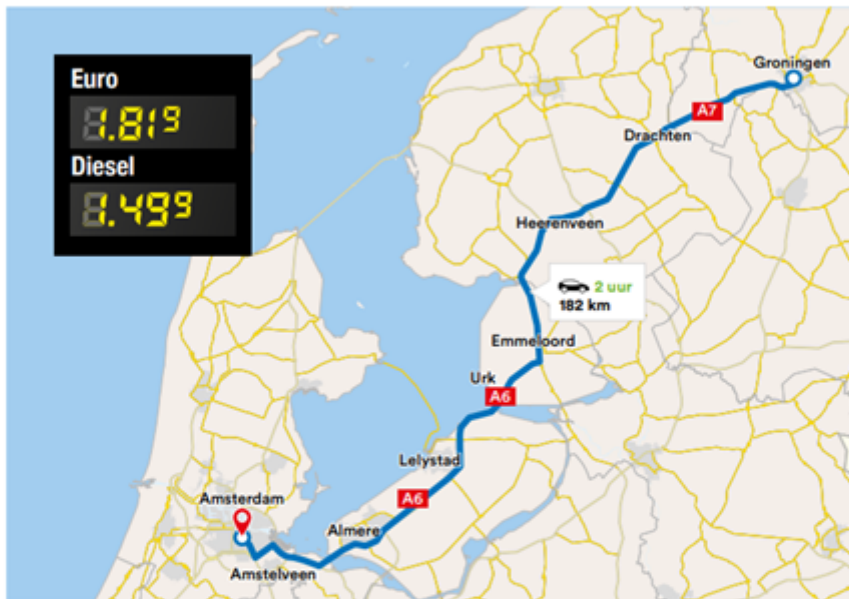 Euro
1.819
Diesel
1.499
Groningen
A7
Drachten
Heerenveen
2 uur
182 km
Emmeloord
Urk
A6
Lelystad
A6
Amsterdam
Almere
Amstelveen